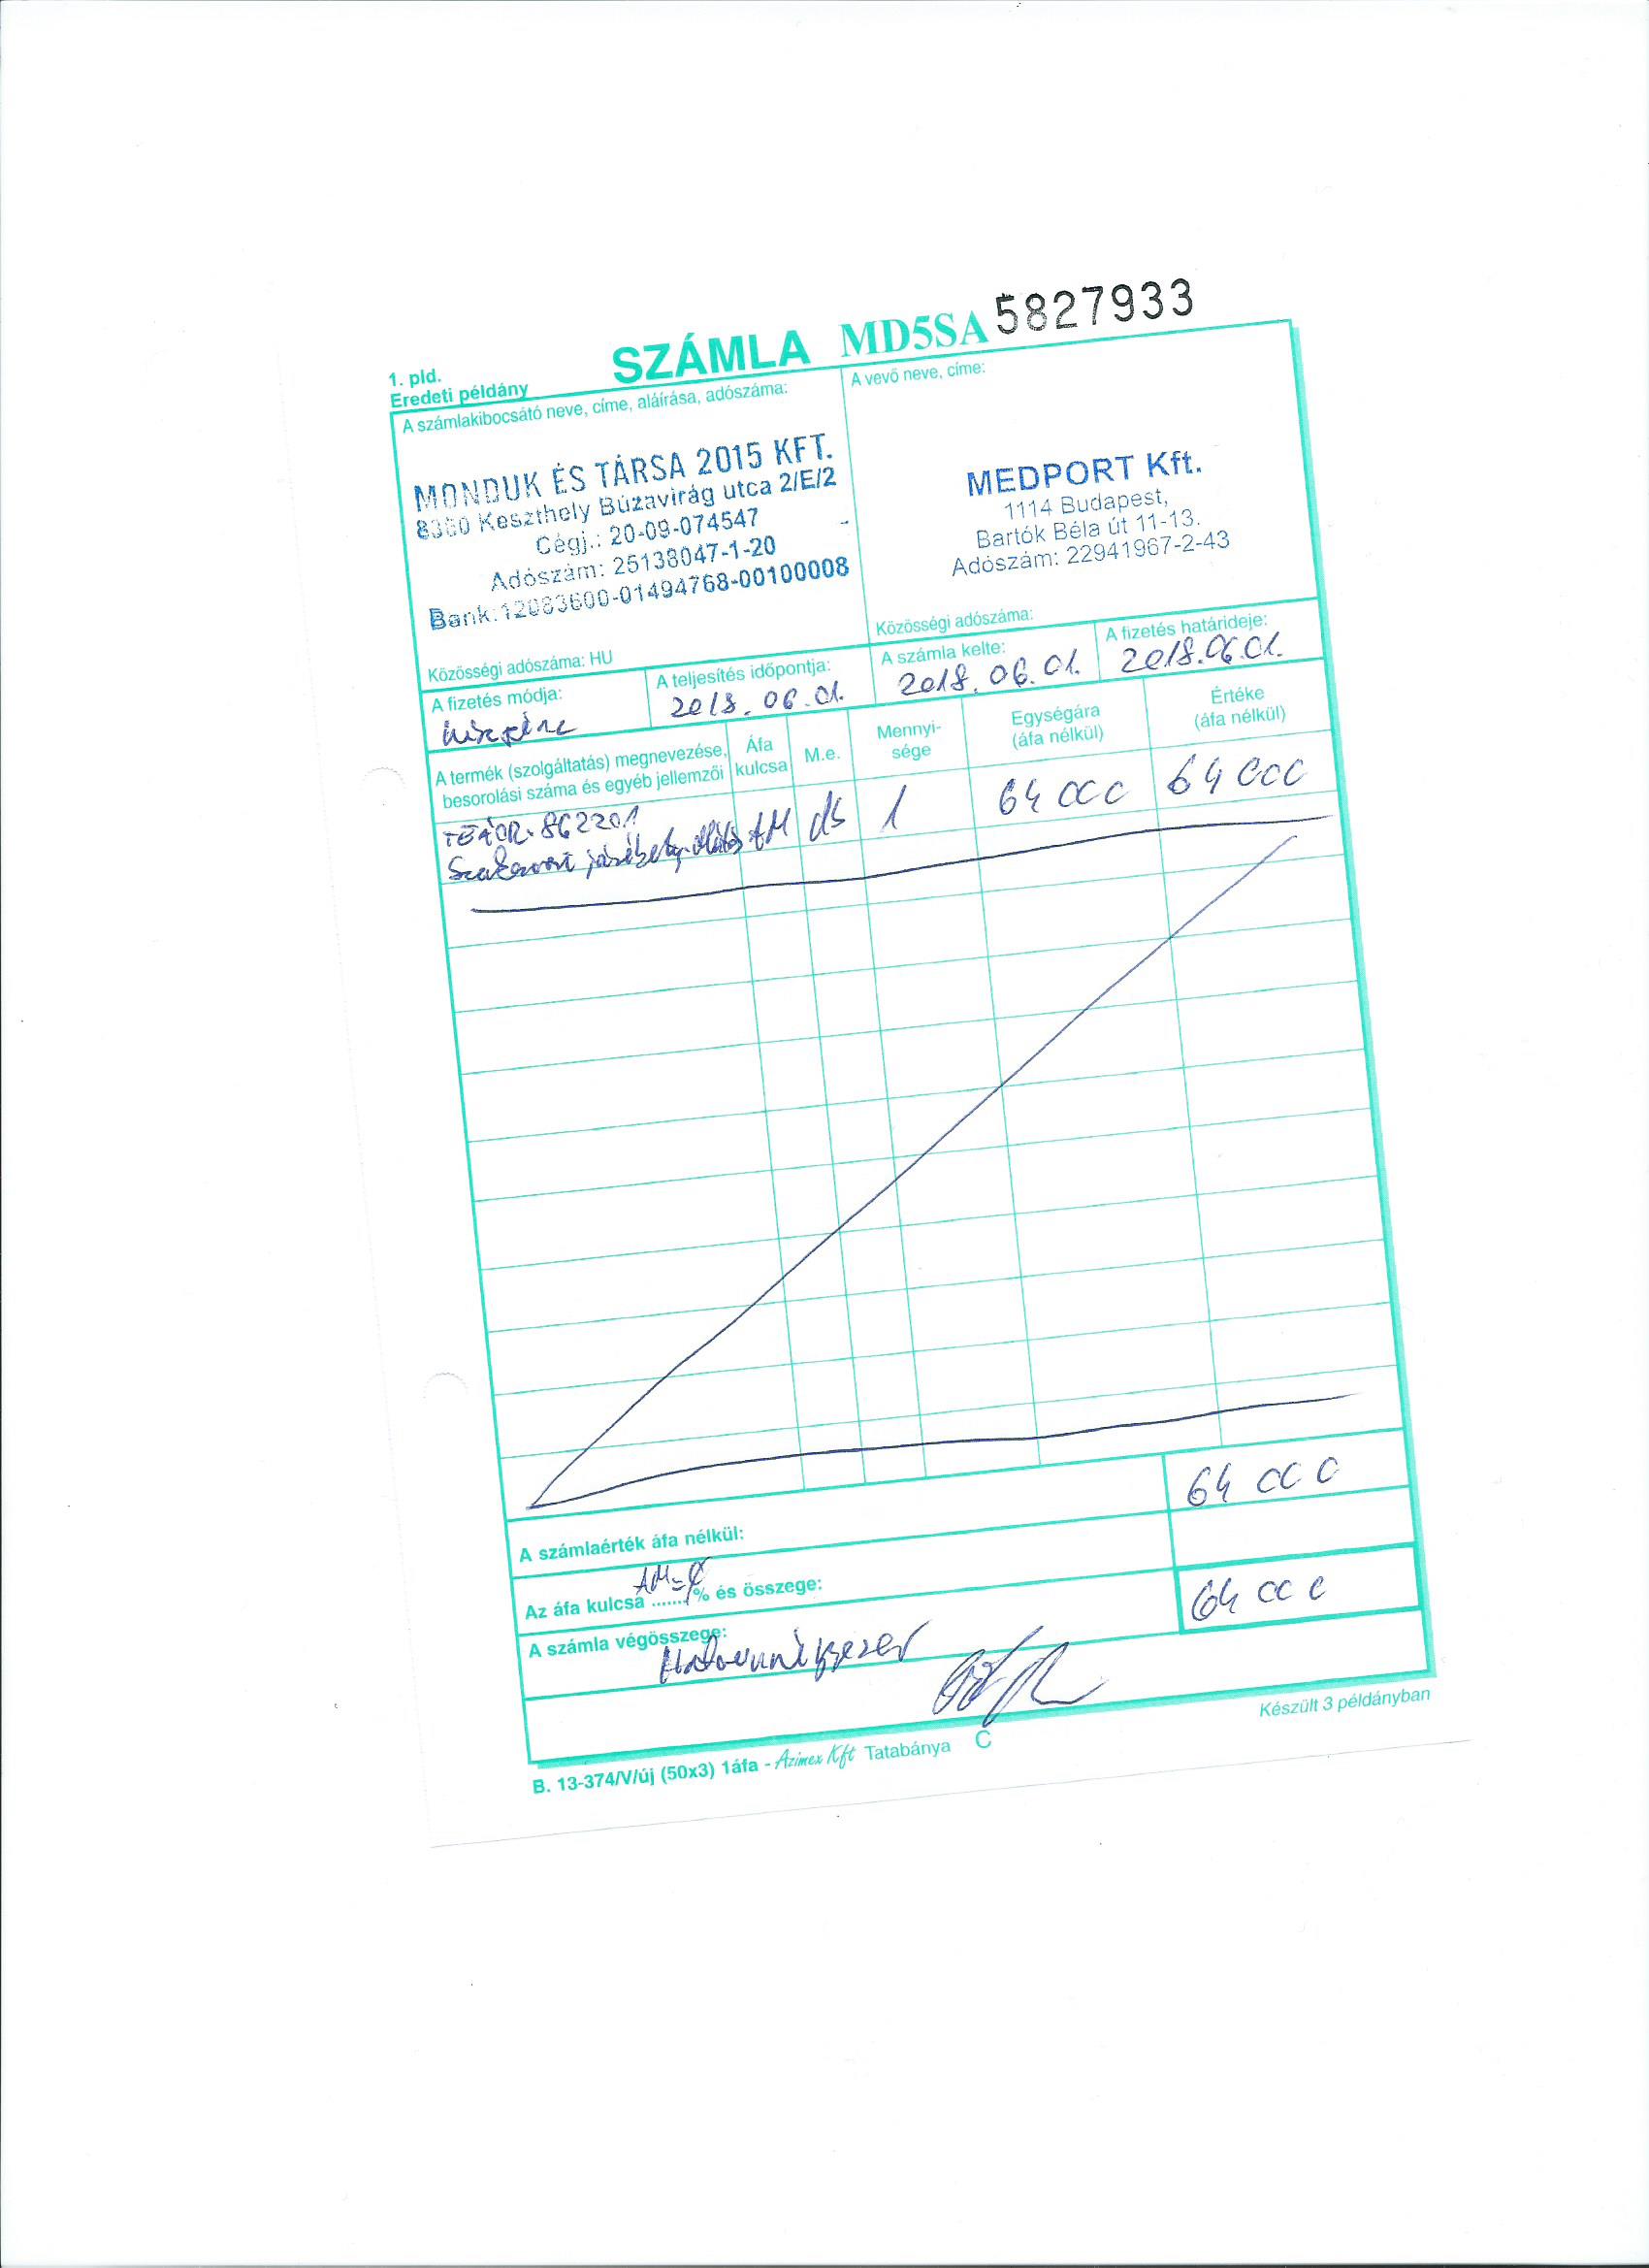 1. pld.
Eredeti példány
SZÁMLA MD5SA 5827933
A számlakibocsátó neve, címe, aláírása, adószáma:
MONDUK ÉS TÁRSA 2015 KFT.
8360 Keszthely Búzavirág utca 2/E/2
Cégj.: 20-09-074547
Adószám: 25138047-1-20
Bank:12083600-01494768-00100008
Közösségi adószáma: HU
A vevő neve, címe:
MEDPORT Kft.
1114 Budapest,
Bartók Béla út 11-13.
Adószám: 22941967-2-43
Közösségi adószáma:
A fizetés módja:
készpénz
A teljesítés időpontja:
2018.06.01.
A számla kelte:
2018.06.01.
A fizetés határideje:
2018.06.01.
A termék (szolgáltatás) megnevezése,
besorolási száma és egyéb jellemzői
Áfa
kulcsa
M.e.
Mennyi-
sége
Egységára
(áfa nélkül)
Értéke
(áfa nélkül)
TEÁOR-862201
Szakorvosi járóbeteg-ellátás AM db 1 64 000 64 000
A számlaérték áfa nélkül: 64 000
Az áfa kulcsa AM=0% és összege:
A számla végösszege: 64 000
Készült 3 példányban
B. 13-374/V/új (50x3) 1áfa - Azimex Kft Tatabánya C